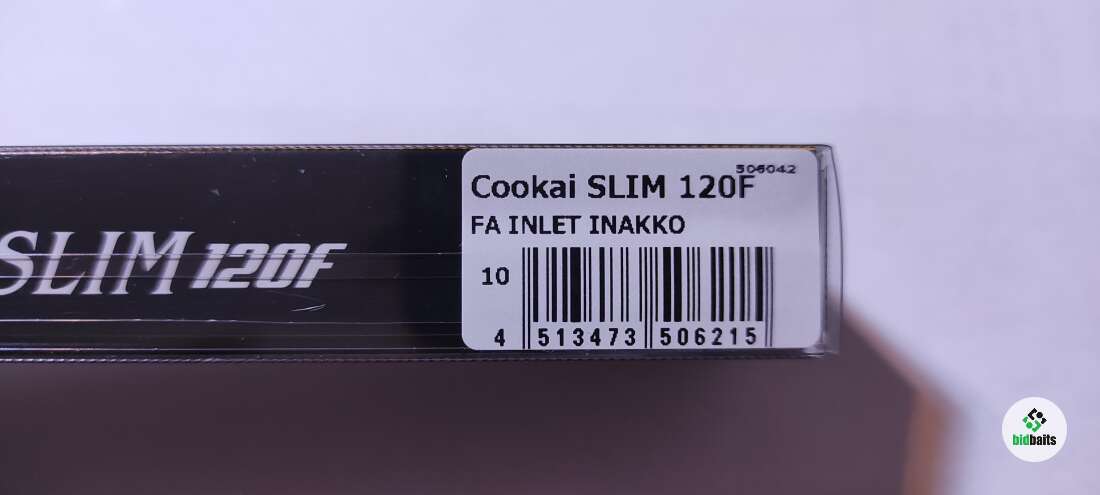 SLIM 120F
506042
Cookai SLIM 120F
FA INLET INAKKO
10
4 513473 506215
bidbaits